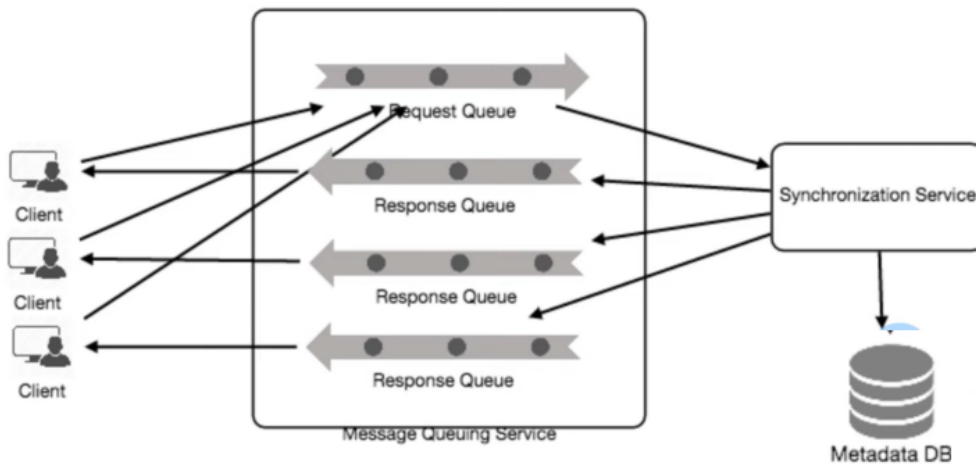 Request Queue
Response Queue
Synchronization Service
Client
Response Queue
Client
Response Queue
Client
Message Queuing Service
Metadata DB